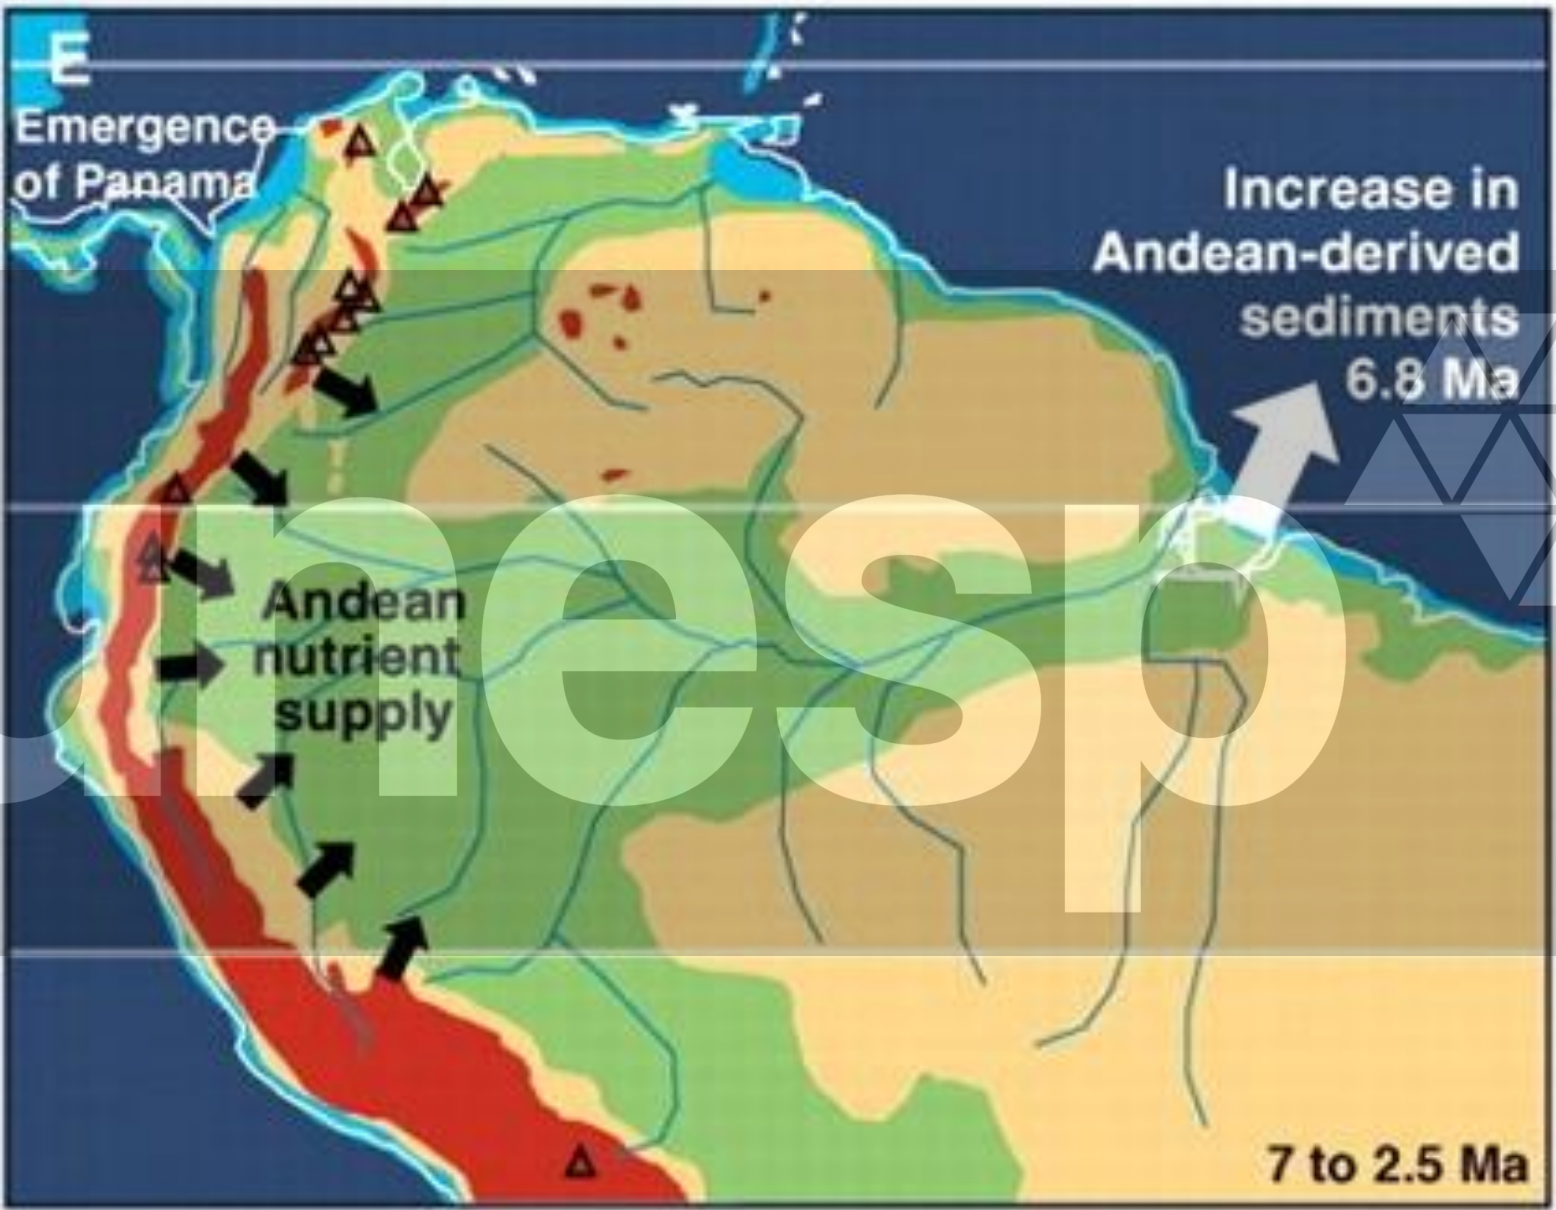 E
Emergence
of Panama
Increase in
Andean-derived
sediments
6.8 Ma
Andean
nutrient
supply
unesp
7 to 2.5 Ma